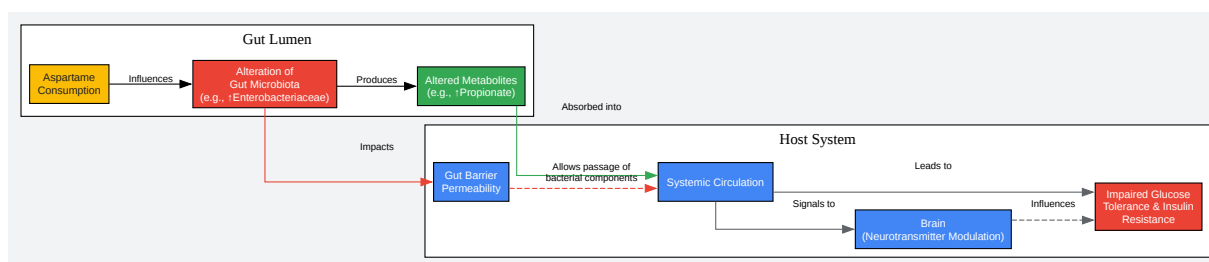 Gut Lumen
Aspartame
Consumption
Influences
Alteration of
Gut Microbiota
(e.g., ↑Enterobacteriaceae)
Produces
Altered Metabolites
(e.g., ↑Propionate)
Absorbed into
Impacts
Host System
Gut Barrier
Permeability
Allows passage of
bacterial components
Systemic Circulation
Leads to
Signals to
Brain
(Neurotransmitter Modulation)
Influences
Impaired Glucose
Tolerance & Insulin
Resistance